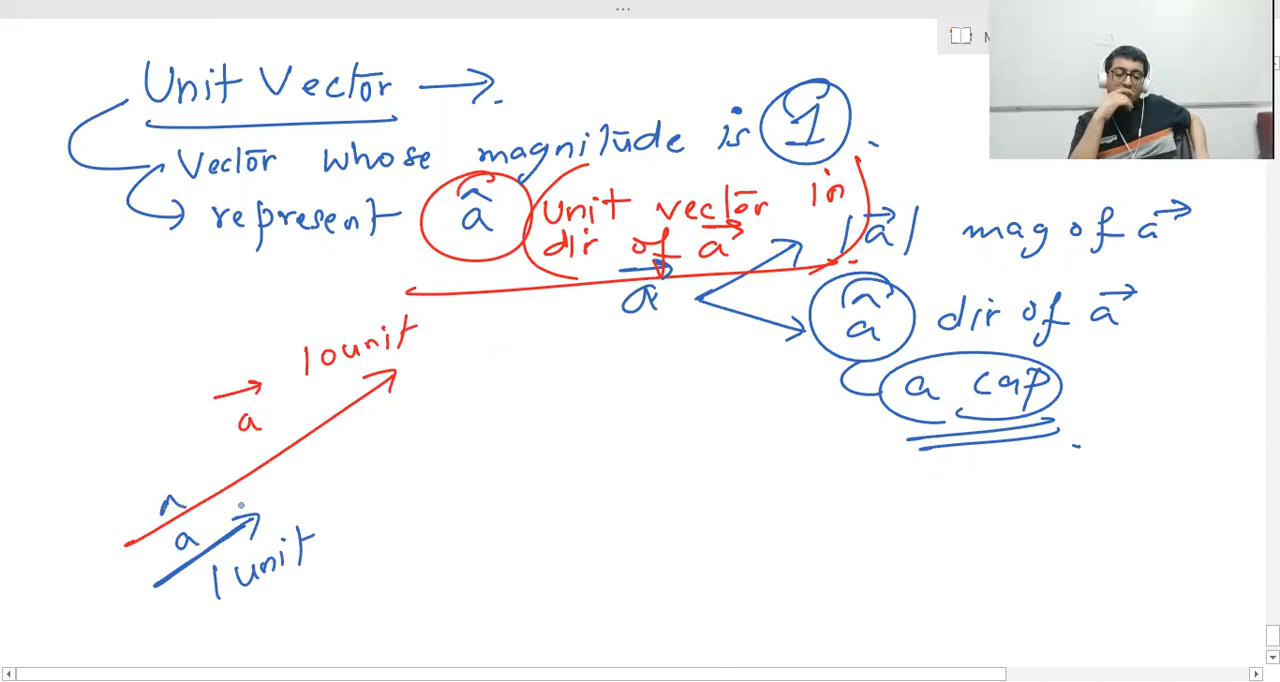 Unit Vector →
Vector whose magnitude is 1.
represent â (Unit vector in
dir of a⃗)
a⃗
|a⃗| mag of a⃗
â dir of a⃗
a cap
10 unit
a⃗
â
1 unit